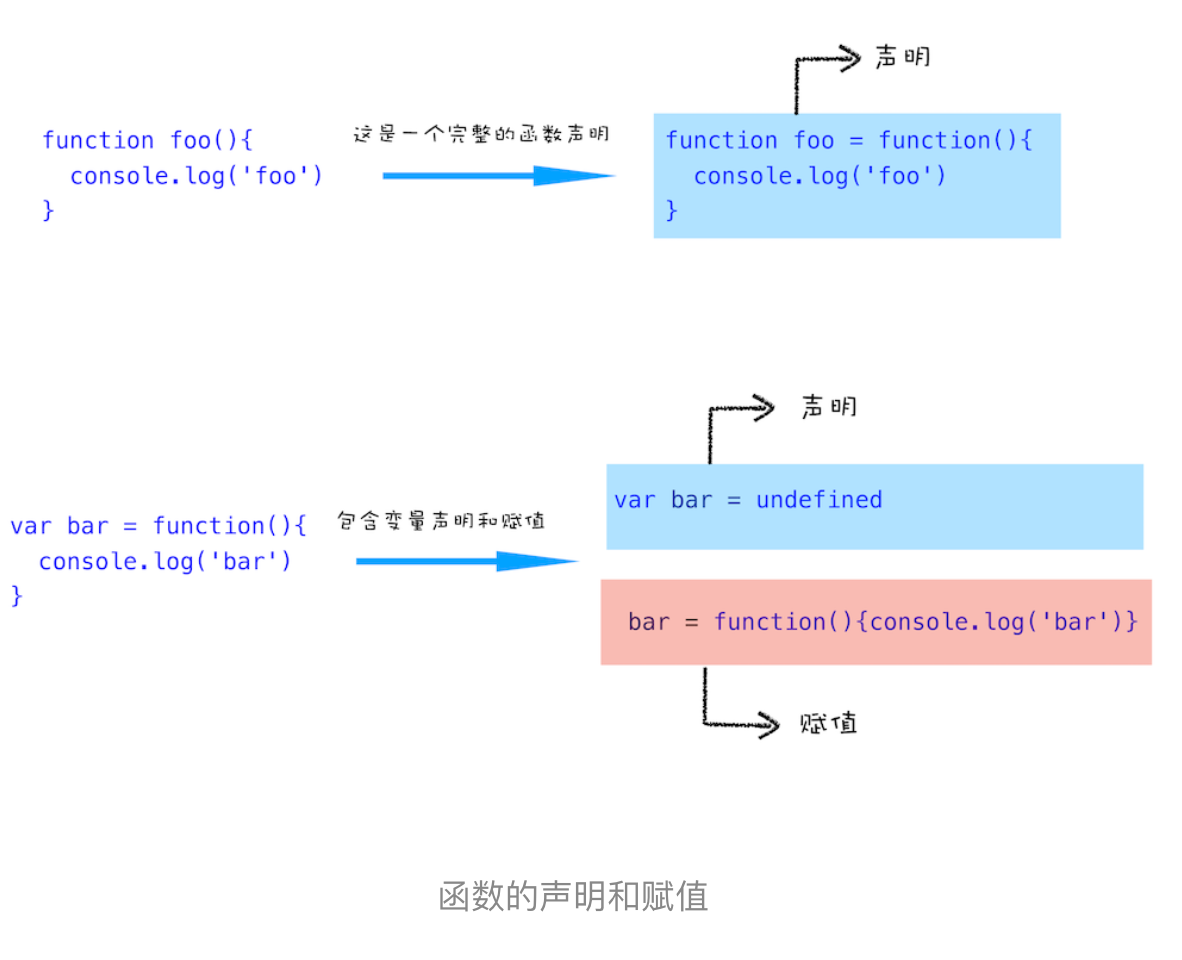 声明
function foo(){
  console.log('foo')
}
这是一个完整的函数声明
function foo = function(){
  console.log('foo')
}
声明
var bar = function(){
  console.log('bar')
}
包含变量声明和赋值
var bar = undefined
bar = function(){console.log('bar')}
赋值
函数的声明和赋值